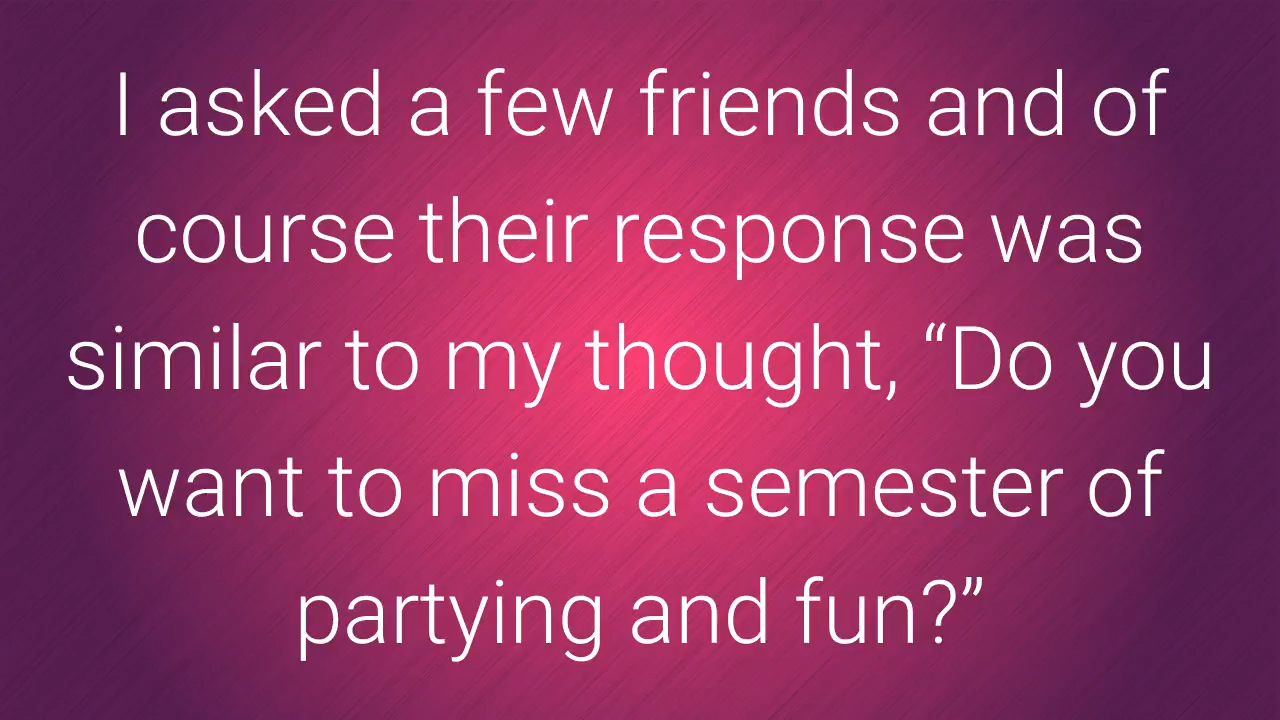 I asked a few friends and of
course their response was
similar to my thought, “Do you
want to miss a semester of
partying and fun?”